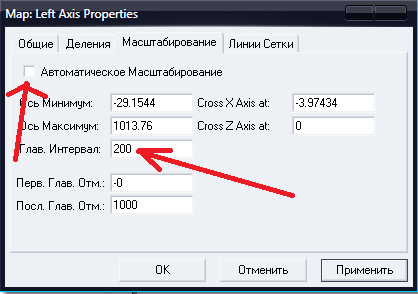 Map: Left Axis Properties
Общие Деления Масштабирование Линии Сетки
Автоматическое Масштабирование
Ось Минимум: -29.1544 Cross X Axis at: -3.97434
Ось Максимум: 1013.76 Cross Z Axis at: 0
Глав. Интервал: 200
Перв. Глав. Отм.: -0
Посл. Глав. Отм.: 1000
OK Отменить Применить